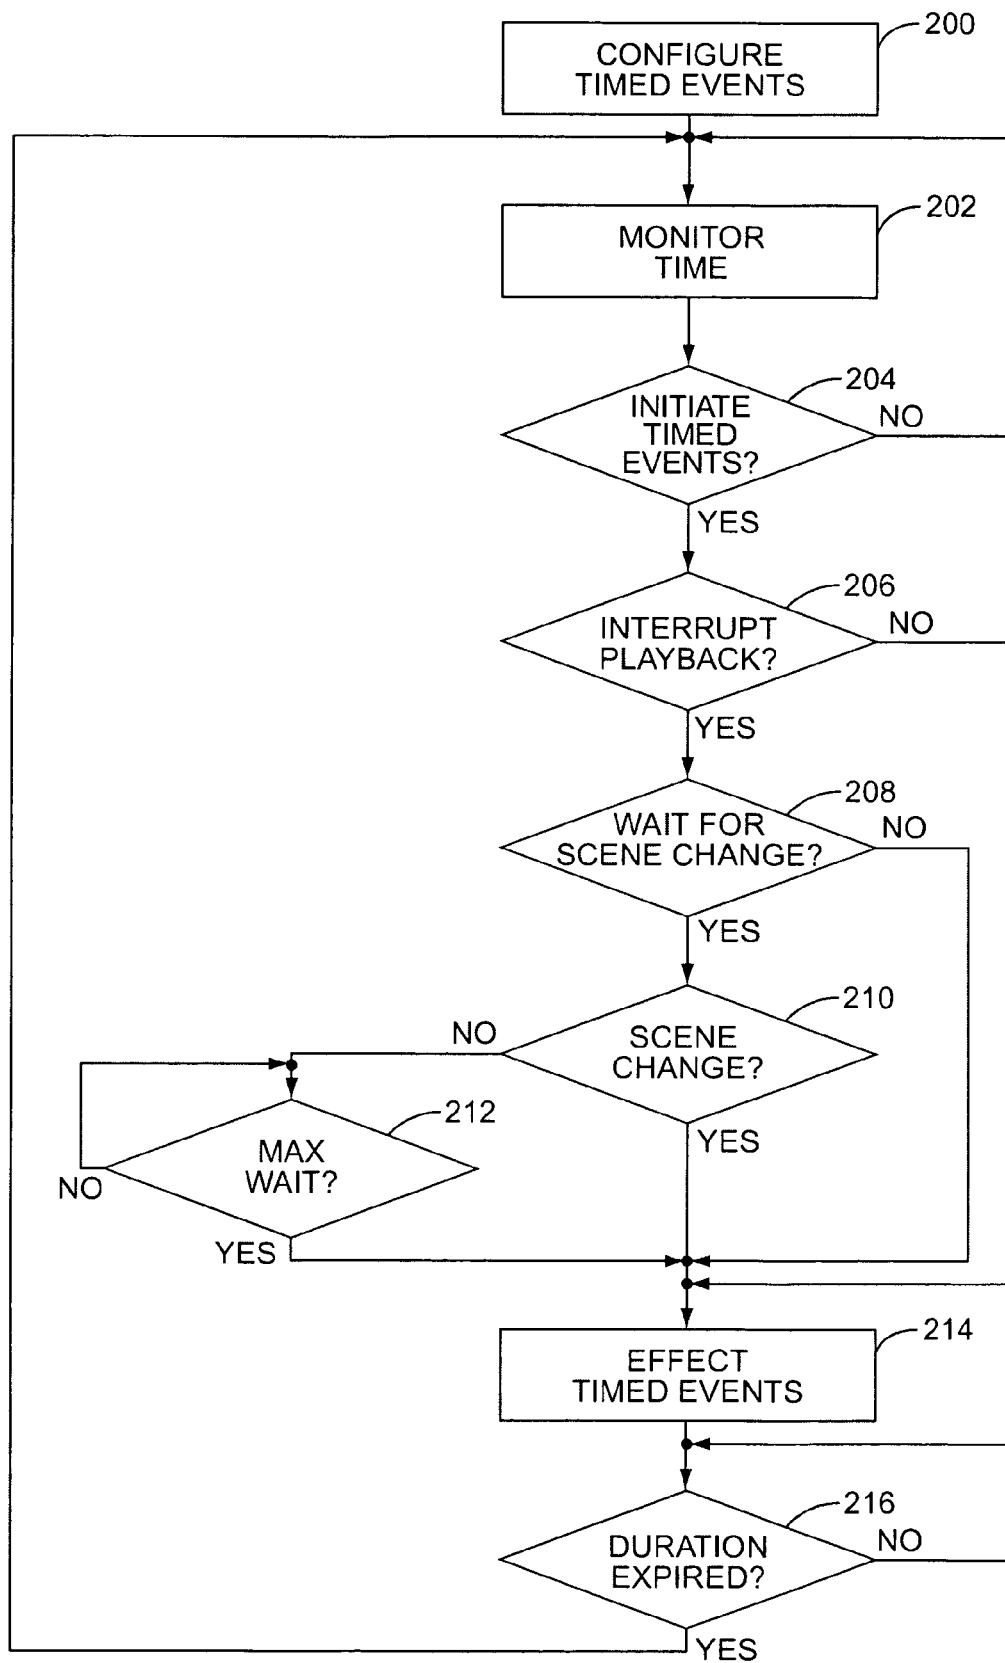 200
CONFIGURE
TIMED EVENTS
202
MONITOR
TIME
204
INITIATE
TIMED
EVENTS?
NO
YES
206
INTERRUPT
PLAYBACK?
NO
YES
208
WAIT FOR
SCENE CHANGE?
NO
YES
210
SCENE
CHANGE?
NO
YES
212
MAX
WAIT?
NO
YES
214
EFFECT
TIMED EVENTS
216
DURATION
EXPIRED?
NO
YES